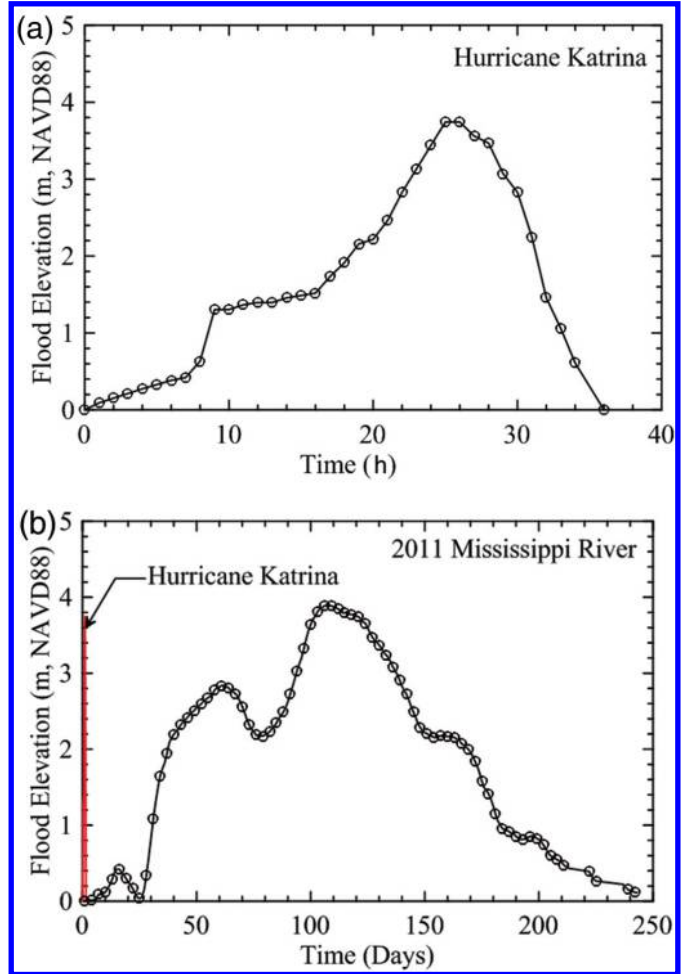 (a)
Hurricane Katrina
Flood Elevation (m, NAVD88)
5
4
3
2
1
0
0 10 20 30 40
Time (h)
(b)
2011 Mississippi River
Hurricane Katrina
Flood Elevation (m, NAVD88)
5
4
3
2
1
0
0 50 100 150 200 250
Time (Days)